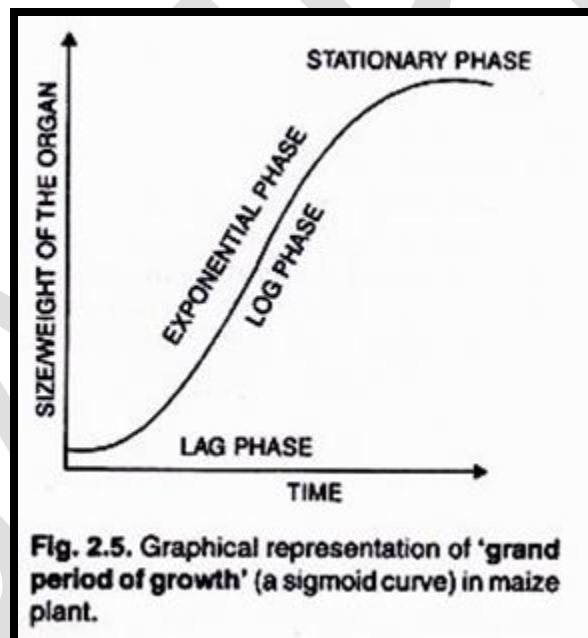 STATIONARY PHASE
SIZE/WEIGHT OF THE ORGAN
EXPONENTIAL PHASE
LOG PHASE
LAG PHASE
TIME
Fig. 2.5. Graphical representation of 'grand
period of growth' (a sigmoid curve) in maize
plant.